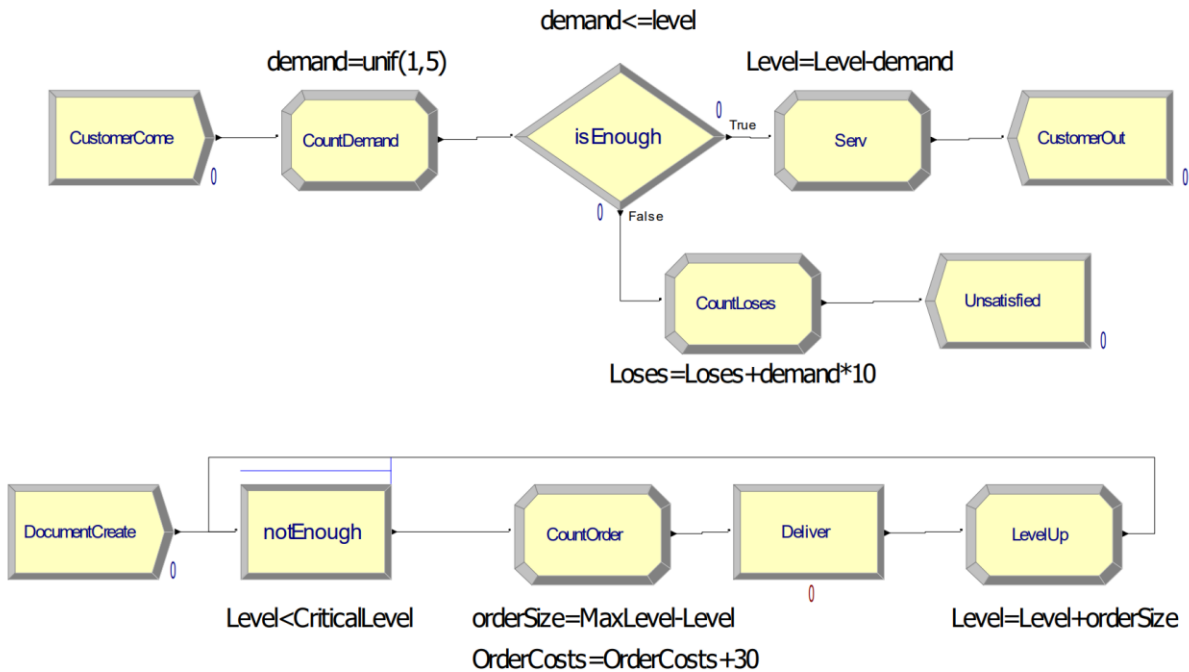 demand<=level
demand=unif(1,5)
Level=Level-demand
CustomerCome
CountDemand
isEnough
True
Serv
CustomerOut
0
0
0
0
False
CountLoses
Unsatisfied
0
Loses=Loses+demand*10
DocumentCreate
notEnough
CountOrder
Deliver
LevelUp
0
0
Level<CriticalLevel
orderSize=MaxLevel-Level
Level=Level+orderSize
OrderCosts=OrderCosts+30